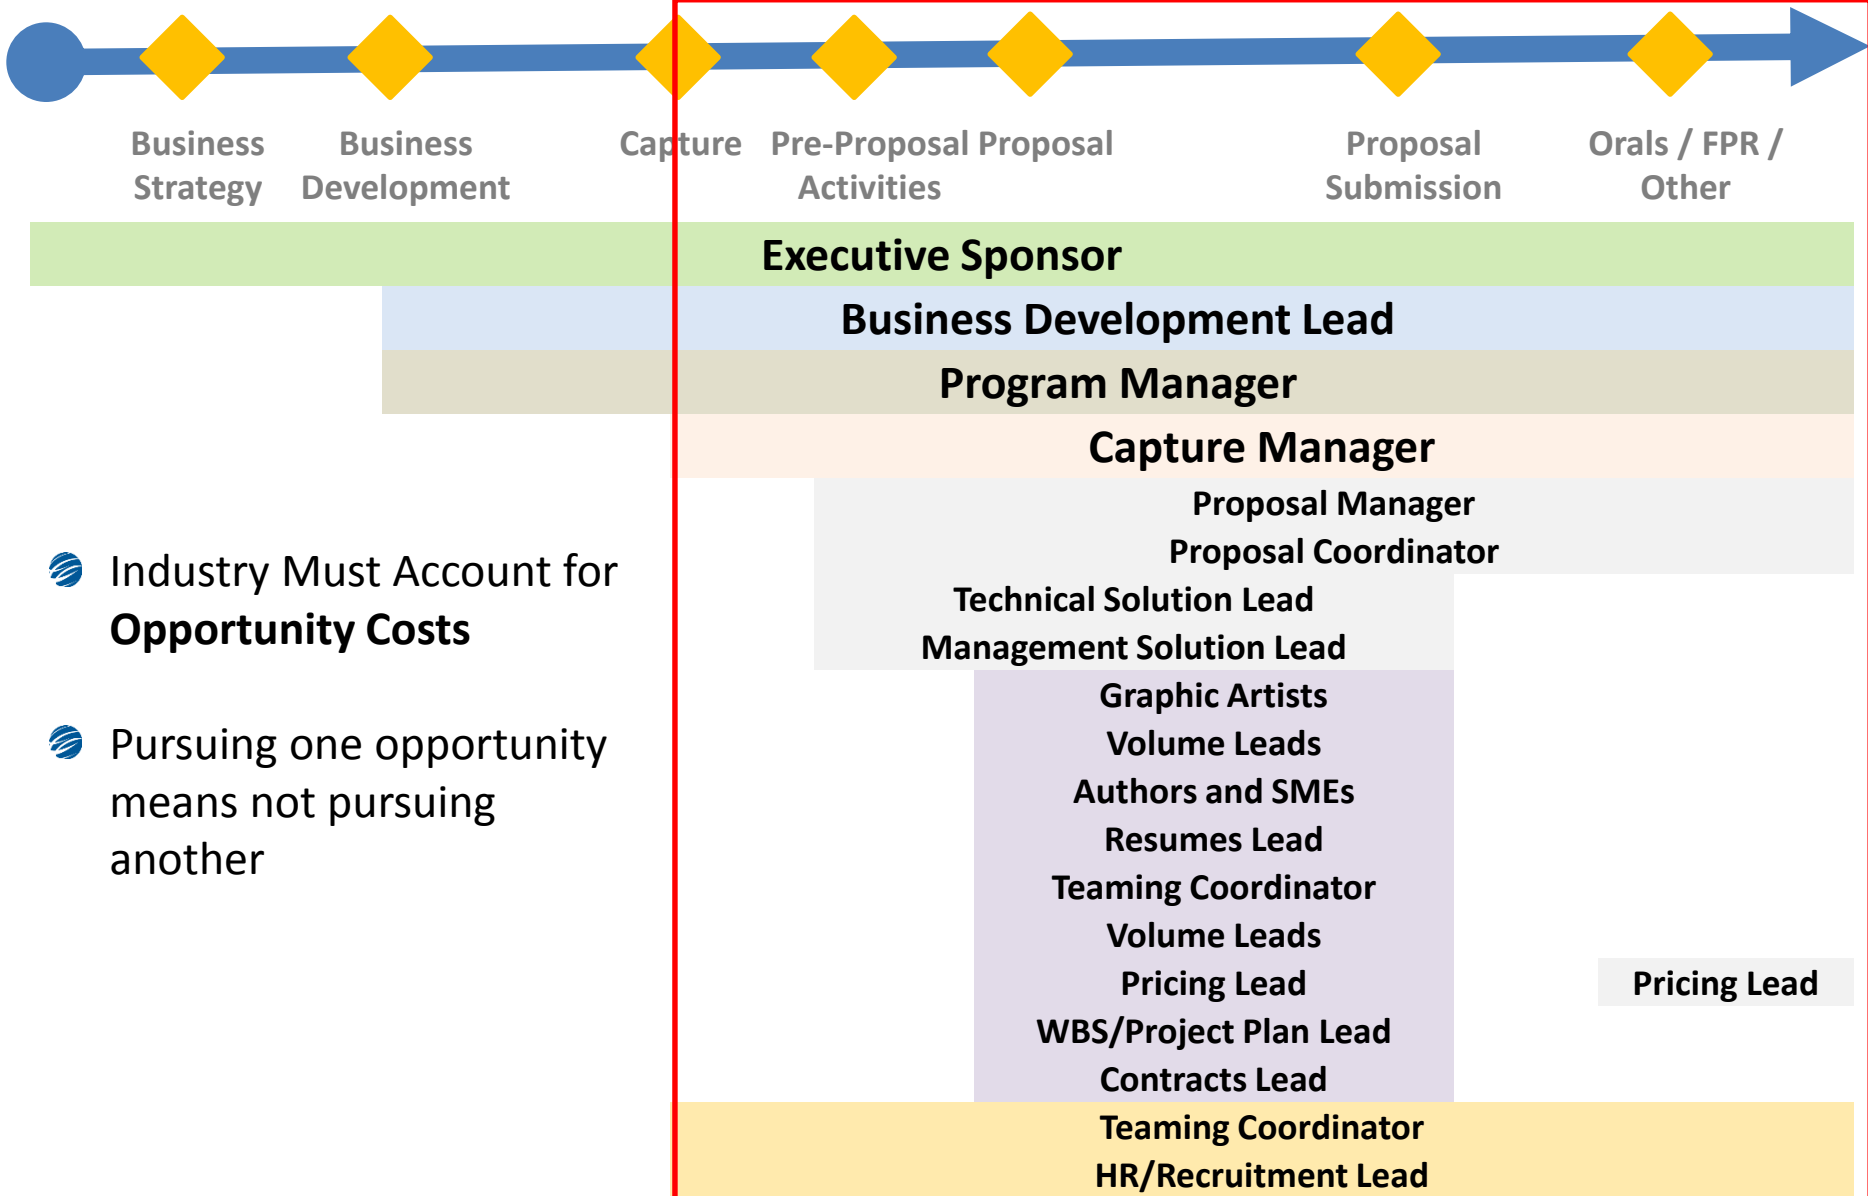 Business Strategy
Business Development
Capture
Pre-Proposal Activities
Proposal
Proposal Submission
Orals / FPR / Other
Executive Sponsor
Business Development Lead
Program Manager
Capture Manager
Proposal Manager
Proposal Coordinator
Technical Solution Lead
Management Solution Lead
Industry Must Account for
Opportunity Costs
Pursuing one opportunity
means not pursuing
another
Graphic Artists
Volume Leads
Authors and SMEs
Resumes Lead
Teaming Coordinator
Volume Leads
Pricing Lead
Pricing Lead
WBS/Project Plan Lead
Contracts Lead
Teaming Coordinator
HR/Recruitment Lead